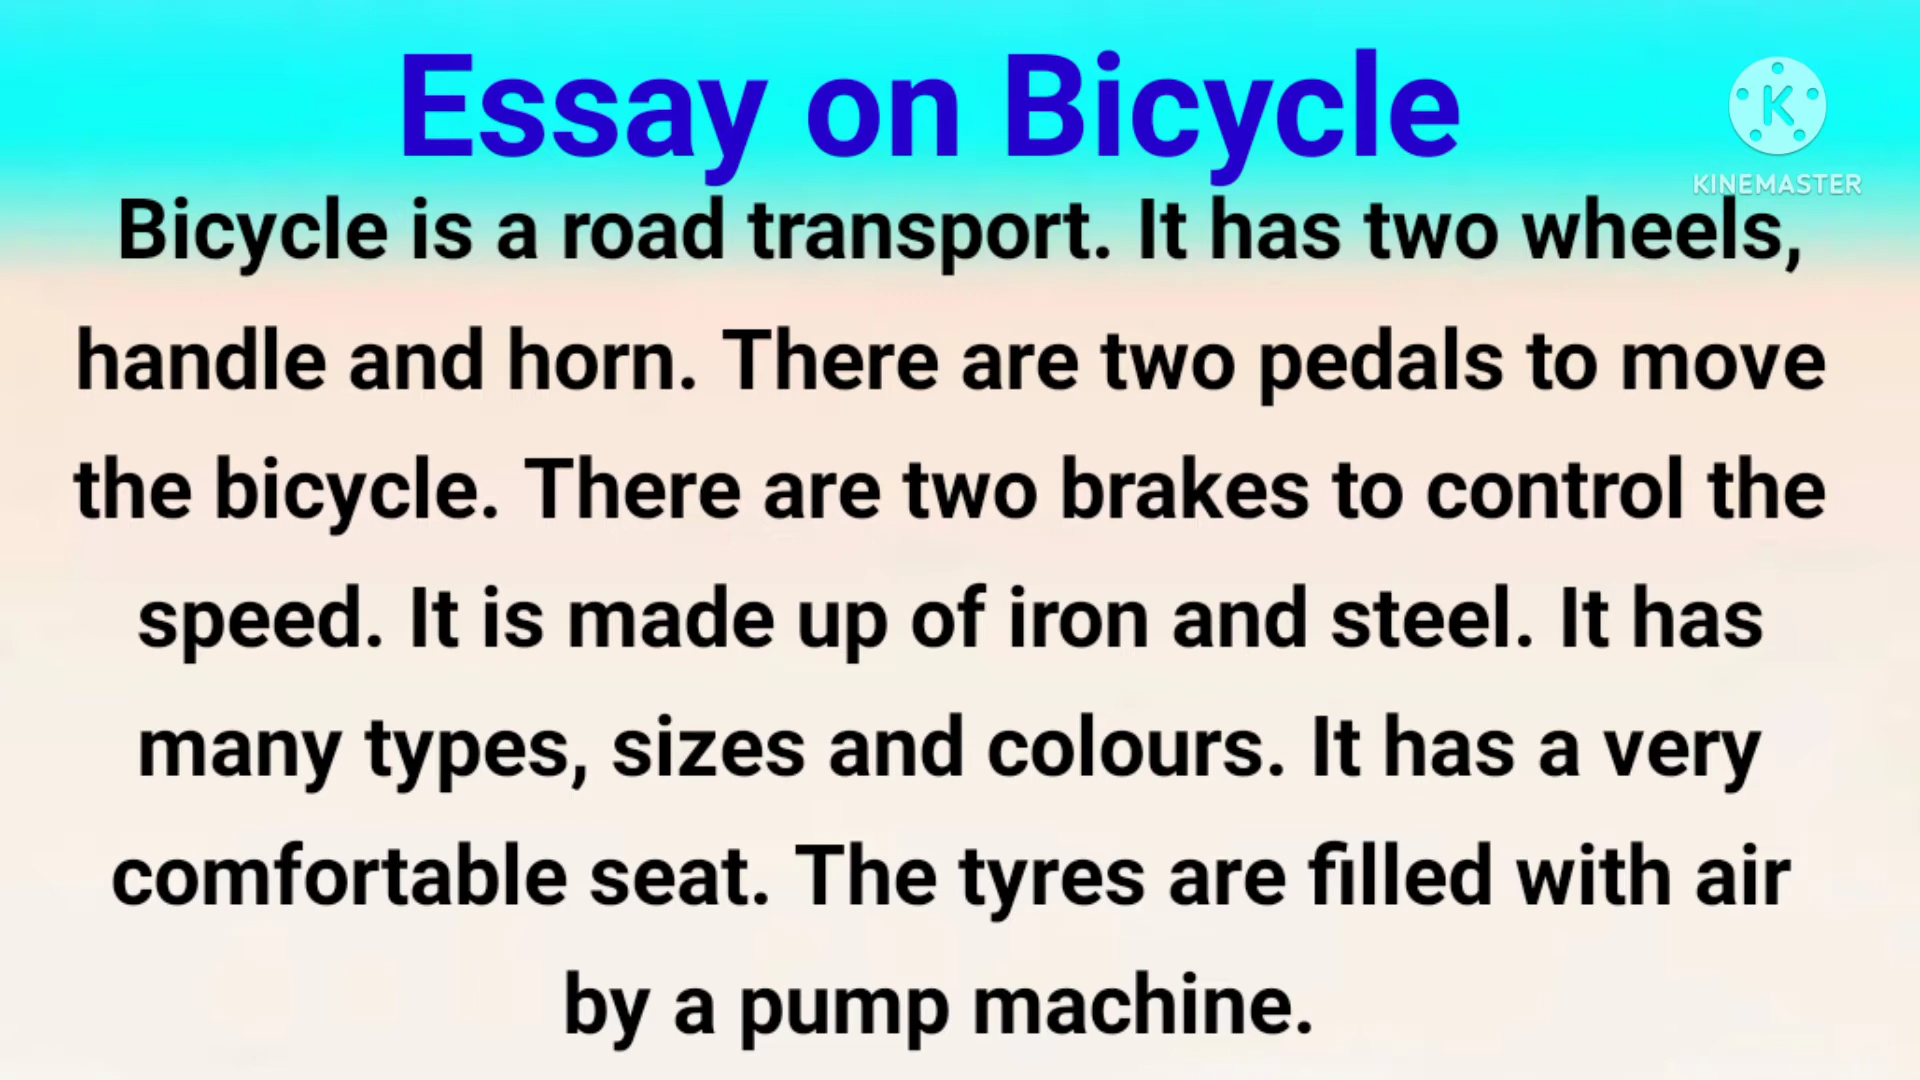 Essay on Bicycle
KINEMASTER
Bicycle is a road transport. It has two wheels,
handle and horn. There are two pedals to move
the bicycle. There are two brakes to control the
speed. It is made up of iron and steel. It has
many types, sizes and colours. It has a very
comfortable seat. The tyres are filled with air
by a pump machine.